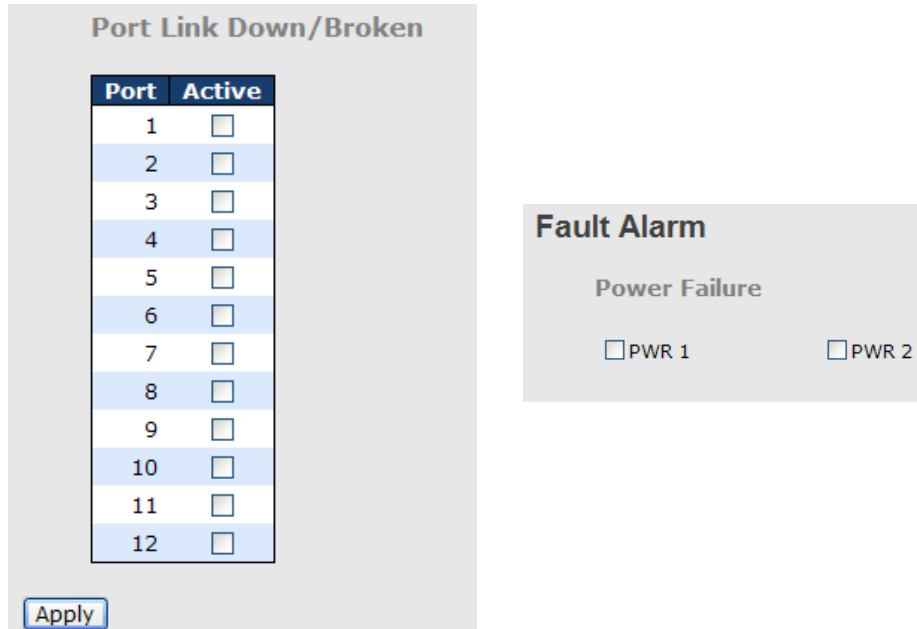 Port Link Down/Broken
Port Active
1
2
3
4
5
6
7
8
9
10
11
12
Apply
Fault Alarm
Power Failure
PWR 1 PWR 2